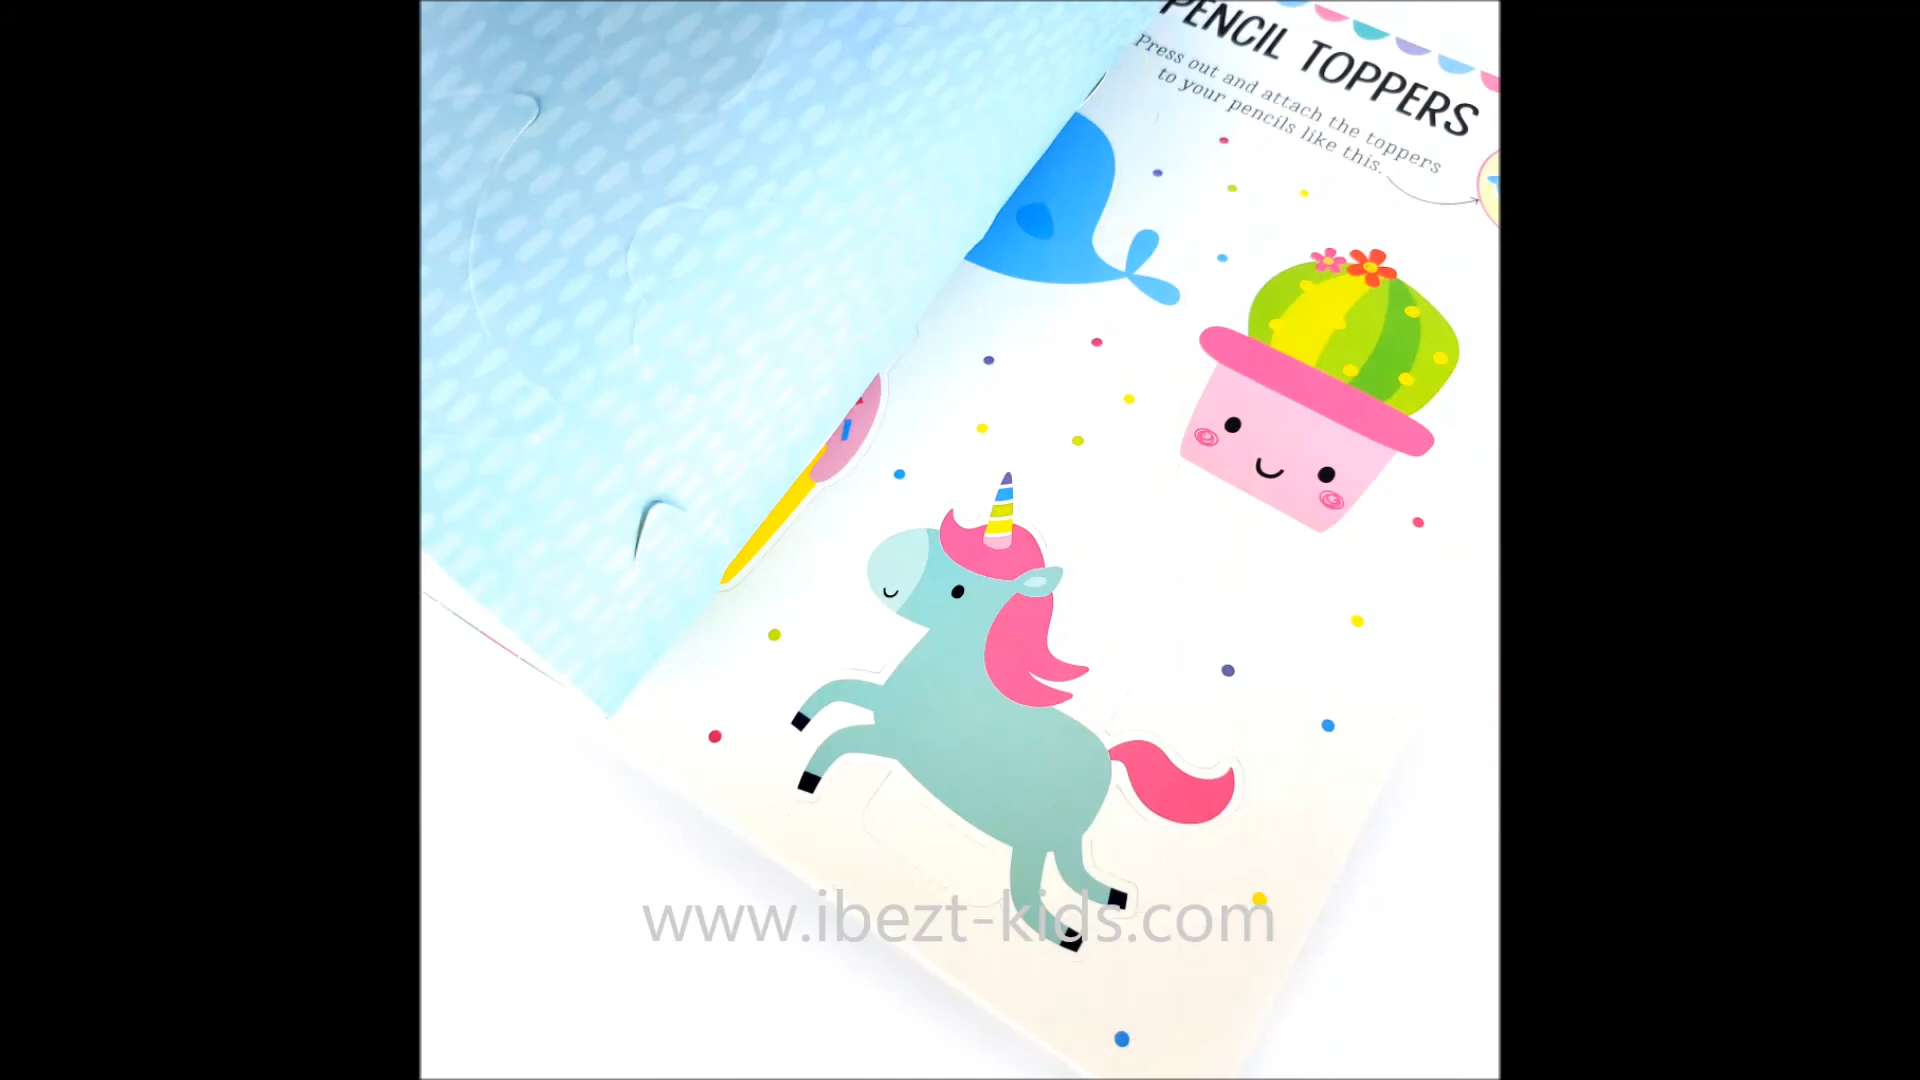 PENCIL TOPPERS
Press out and attach the toppers
to your pencils like this.
www.ibezt-kids.com